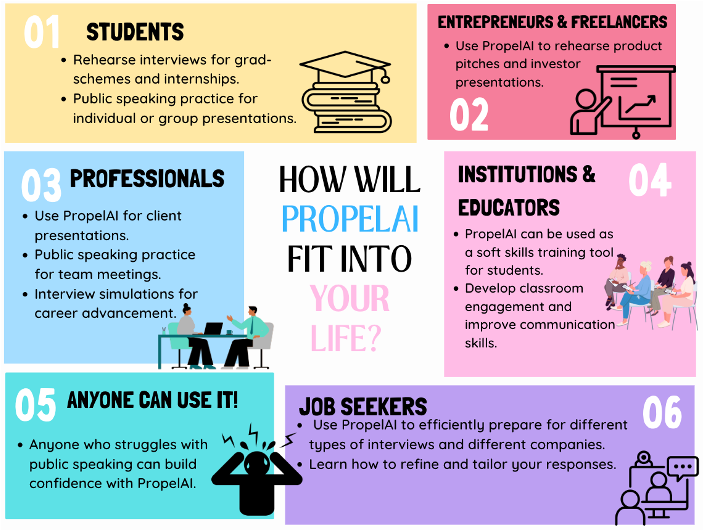 01 STUDENTS
• Rehearse interviews for grad-
schemes and internships.
• Public speaking practice for
individual or group presentations.
ENTREPRENEURS & FREELANCERS
• Use PropelAI to rehearse product
pitches and investor
presentations.
02
03 PROFESSIONALS
• Use PropelAI for client
presentations.
• Public speaking practice
for team meetings.
• Interview simulations for
career advancement.
HOW WILL
PROPELAI
FIT INTO
YOUR
LIFE?
INSTITUTIONS & 04
EDUCATORS
• PropelAI can be used as
a soft skills training tool
for students.
• Develop classroom
engagement and
improve communication
skills.
05 ANYONE CAN USE IT!
• Anyone who struggles with
public speaking can build
confidence with PropelAI.
JOB SEEKERS 06
• Use PropelAI to efficiently prepare for different
types of interviews and different companies.
• Learn how to refine and tailor your responses.